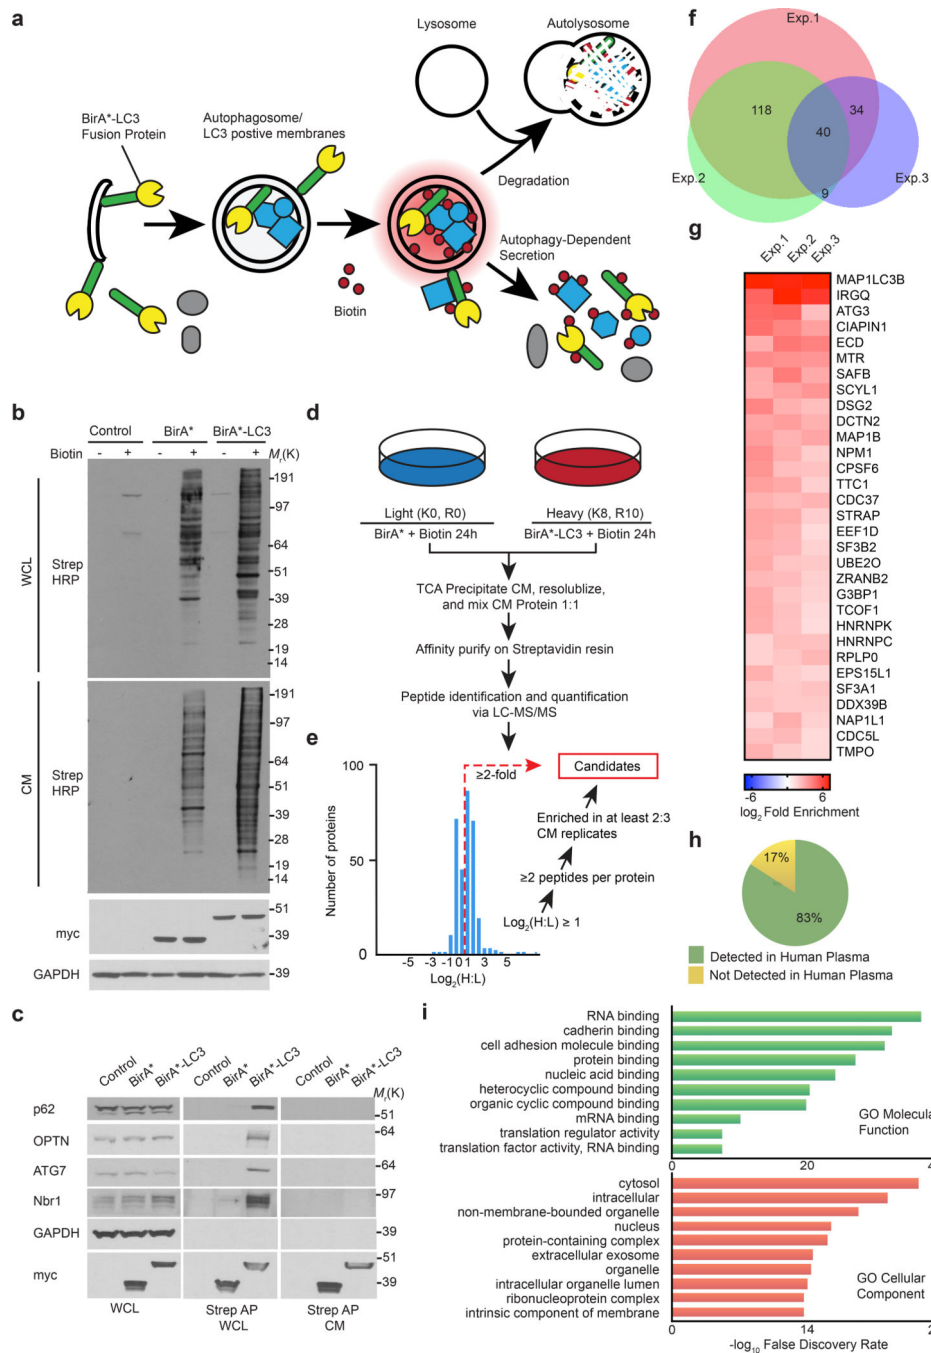 a
Lysosome
Autolysosome
BirA*-LC3
Fusion Protein
Autophagosome/
LC3 postive membranes
Degradation
Autophagy-Dependent
Secretion
Biotin
b
Control
BirA*
BirA*-LC3
Biotin - + - + - + Mr(K)
WCL
Strep
HRP
191
97
64
51
39
28
19
14
CM
Strep
HRP
191
97
64
51
39
28
19
14
myc
51
39
GAPDH
39
c
Control
BirA*
BirA*-LC3
Control
BirA*
BirA*-LC3
Control
BirA*
BirA*-LC3
Mr(K)
p62
51
OPTN
64
ATG7
64
Nbr1
97
GAPDH
39
myc
51
39
WCL
Strep AP
WCL
Strep AP
CM
d
Light (K0, R0)
BirA* + Biotin 24h
Heavy (K8, R10)
BirA*-LC3 + Biotin 24h
TCA Precipitate CM, resolublize,
and mix CM Protein 1:1
Affinity purify on Streptavidin resin
Peptide identification and quantification
via LC-MS/MS
e
100
50
0
Number of proteins
-5 -3 -1 0 1 3 5
Log2(H:L)
≥2-fold
Candidates
Enriched in at least 2:3
CM replicates
≥2 peptides per protein
Log2(H:L) ≥ 1
f
Exp.1
118
34
40
Exp.2
9
Exp.3
g
Exp.1
Exp.2
Exp.3
MAP1LC3B
IRGQ
ATG3
CIAPIN1
ECD
MTR
SAFB
SCYL1
DSG2
DCTN2
MAP1B
NPM1
CPSF6
TTC1
CDC37
STRAP
EEF1D
SF3B2
UBE2O
ZRANB2
G3BP1
TCOF1
HNRNPK
HNRNPC
RPLP0
EPS15L1
SF3A1
DDX39B
NAP1L1
CDC5L
TMPO
-6 6
log2 Fold Enrichment
h
17%
83%
Detected in Human Plasma
Not Detected in Human Plasma
i
RNA binding
cadherin binding
cell adhesion molecule binding
protein binding
nucleic acid binding
heterocyclic compound binding
organic cyclic compound binding
mRNA binding
translation regulator activity
translation factor activity, RNA binding
GO Molecula
Function
0 20 4
cytosol
intracellular
non-membrane-bounded organelle
nucleus
protein-containing complex
extracellular exosome
organelle
intracellular organelle lumen
ribonucleoprotein complex
intrinsic component of membrane
GO Cellular
Component
0 14 2
-log10 False Discovery Rate